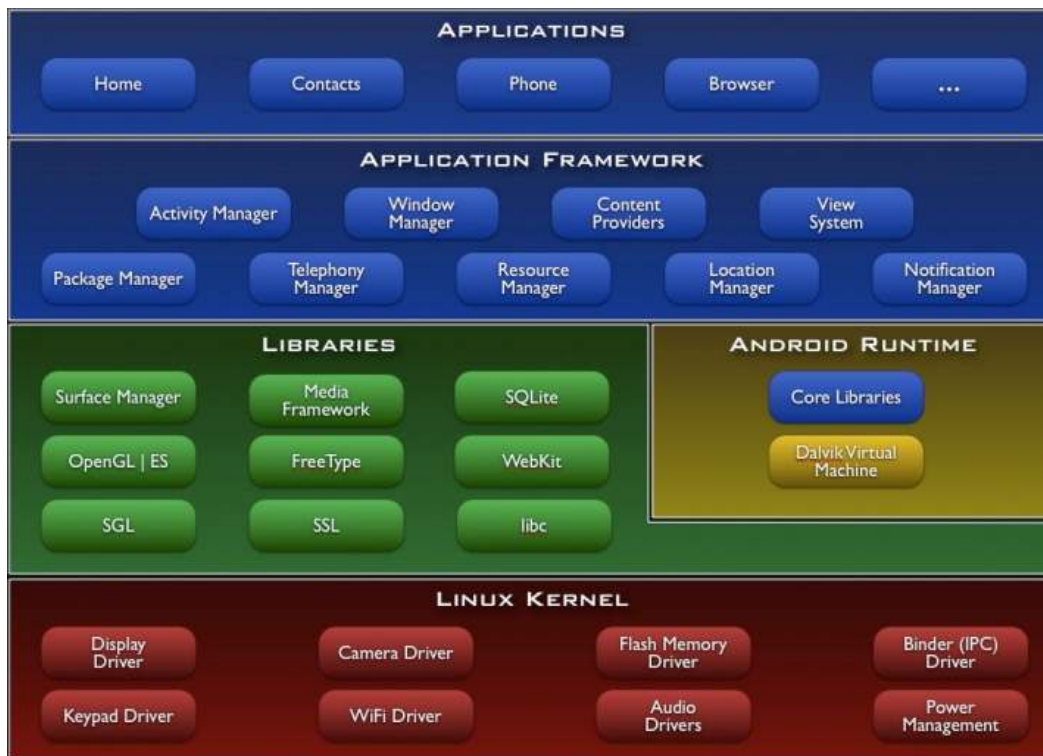 APPLICATIONS
Home
Contacts
Phone
Browser
...
APPLICATION FRAMEWORK
Activity Manager
Window
Manager
Content
Providers
View
System
Package Manager
Telephony
Manager
Resource
Manager
Location
Manager
Notification
Manager
LIBRARIES
Surface Manager
Media
Framework
SQLite
OpenGL | ES
FreeType
WebKit
SGL
SSL
libc
ANDROID RUNTIME
Core Libraries
Dalvik Virtual
Machine
LINUX KERNEL
Display
Driver
Camera Driver
Flash Memory
Driver
Binder (IPC)
Driver
Keypad Driver
WiFi Driver
Audio
Drivers
Power
Management